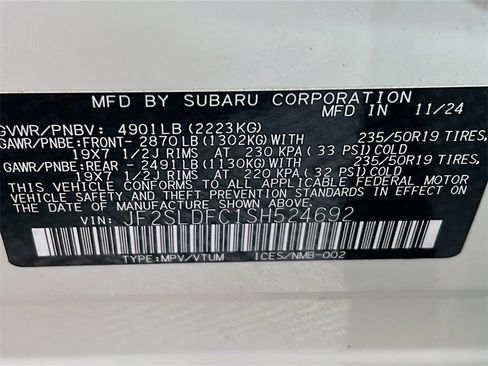 MFD BY SUBARU CORPORATION
MFD IN 11/24
GVWR/PNBV: 4901LB (2223KG)
GAWR/PNBE:FRONT- 2870LB (1302KG)WITH 235/50R19 TIRES,
19X7 1/2J RIMS AT 230 KPA ( 33 PSI) COLD
GAWR/PNBE:REAR - 2491LB (1130KG)WITH 235/50R19 TIRES,
19X7 1/2J RIMS AT 220 KPA ( 32 PSI) COLD
THIS VEHICLE CONFORMS TO ALL APPLICABLE FEDERAL MOTOR
VEHICLE SAFETY AND BUMPER STANDARDS IN EFFECT ON
THE DATE OF MANUFACTURE SHOWN ABOVE.
VIN: JF2SLDFC1SH524692
TYPE:MPV/VTUM ICES/NMB-002